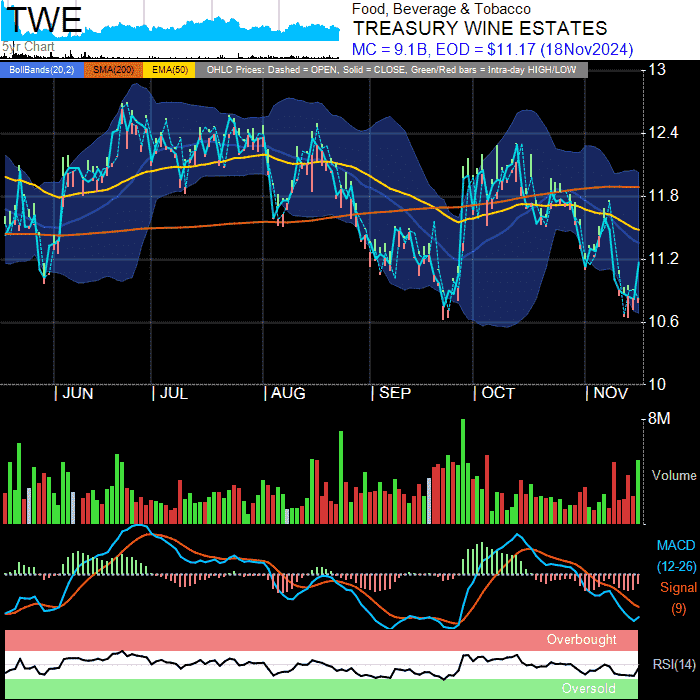 TWE
5yr Chart
Food, Beverage & Tobacco
TREASURY WINE ESTATES
MC = 9.1B, EOD = $11.17 (18Nov2024)
BollBands(20,2) SMA(200) EMA(50) OHLC Prices: Dashed = OPEN, Solid = CLOSE, Green/Red bars = Intra-day HIGH/LOW
13
12.4
11.8
11.2
10.6
10
JUN JUL AUG SEP OCT NOV
8M
Volume
MACD
(12-26)
Signal
(9)
Overbought
RSI(14)
Oversold